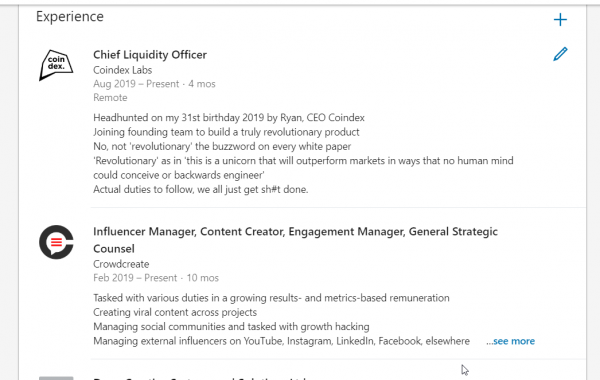 Experience
coin
dex.
Chief Liquidity Officer
Coindex Labs
Aug 2019 – Present · 4 mos
Remote
Headhunted on my 31st birthday 2019 by Ryan, CEO Coindex
Joining founding team to build a truly revolutionary product
No, not 'revolutionary' the buzzword on every white paper
'Revolutionary' as in 'this is a unicorn that will outperform markets in ways that no human mind
could conceive or backwards engineer'
Actual duties to follow, we all just get sh#t done.
Influencer Manager, Content Creator, Engagement Manager, General Strategic
Counsel
Crowdcreate
Feb 2019 – Present · 10 mos
Tasked with various duties in a growing results- and metrics-based remuneration
Creating viral content across projects
Managing social communities and tasked with growth hacking
Managing external influencers on YouTube, Instagram, LinkedIn, Facebook, elsewhere ...see more